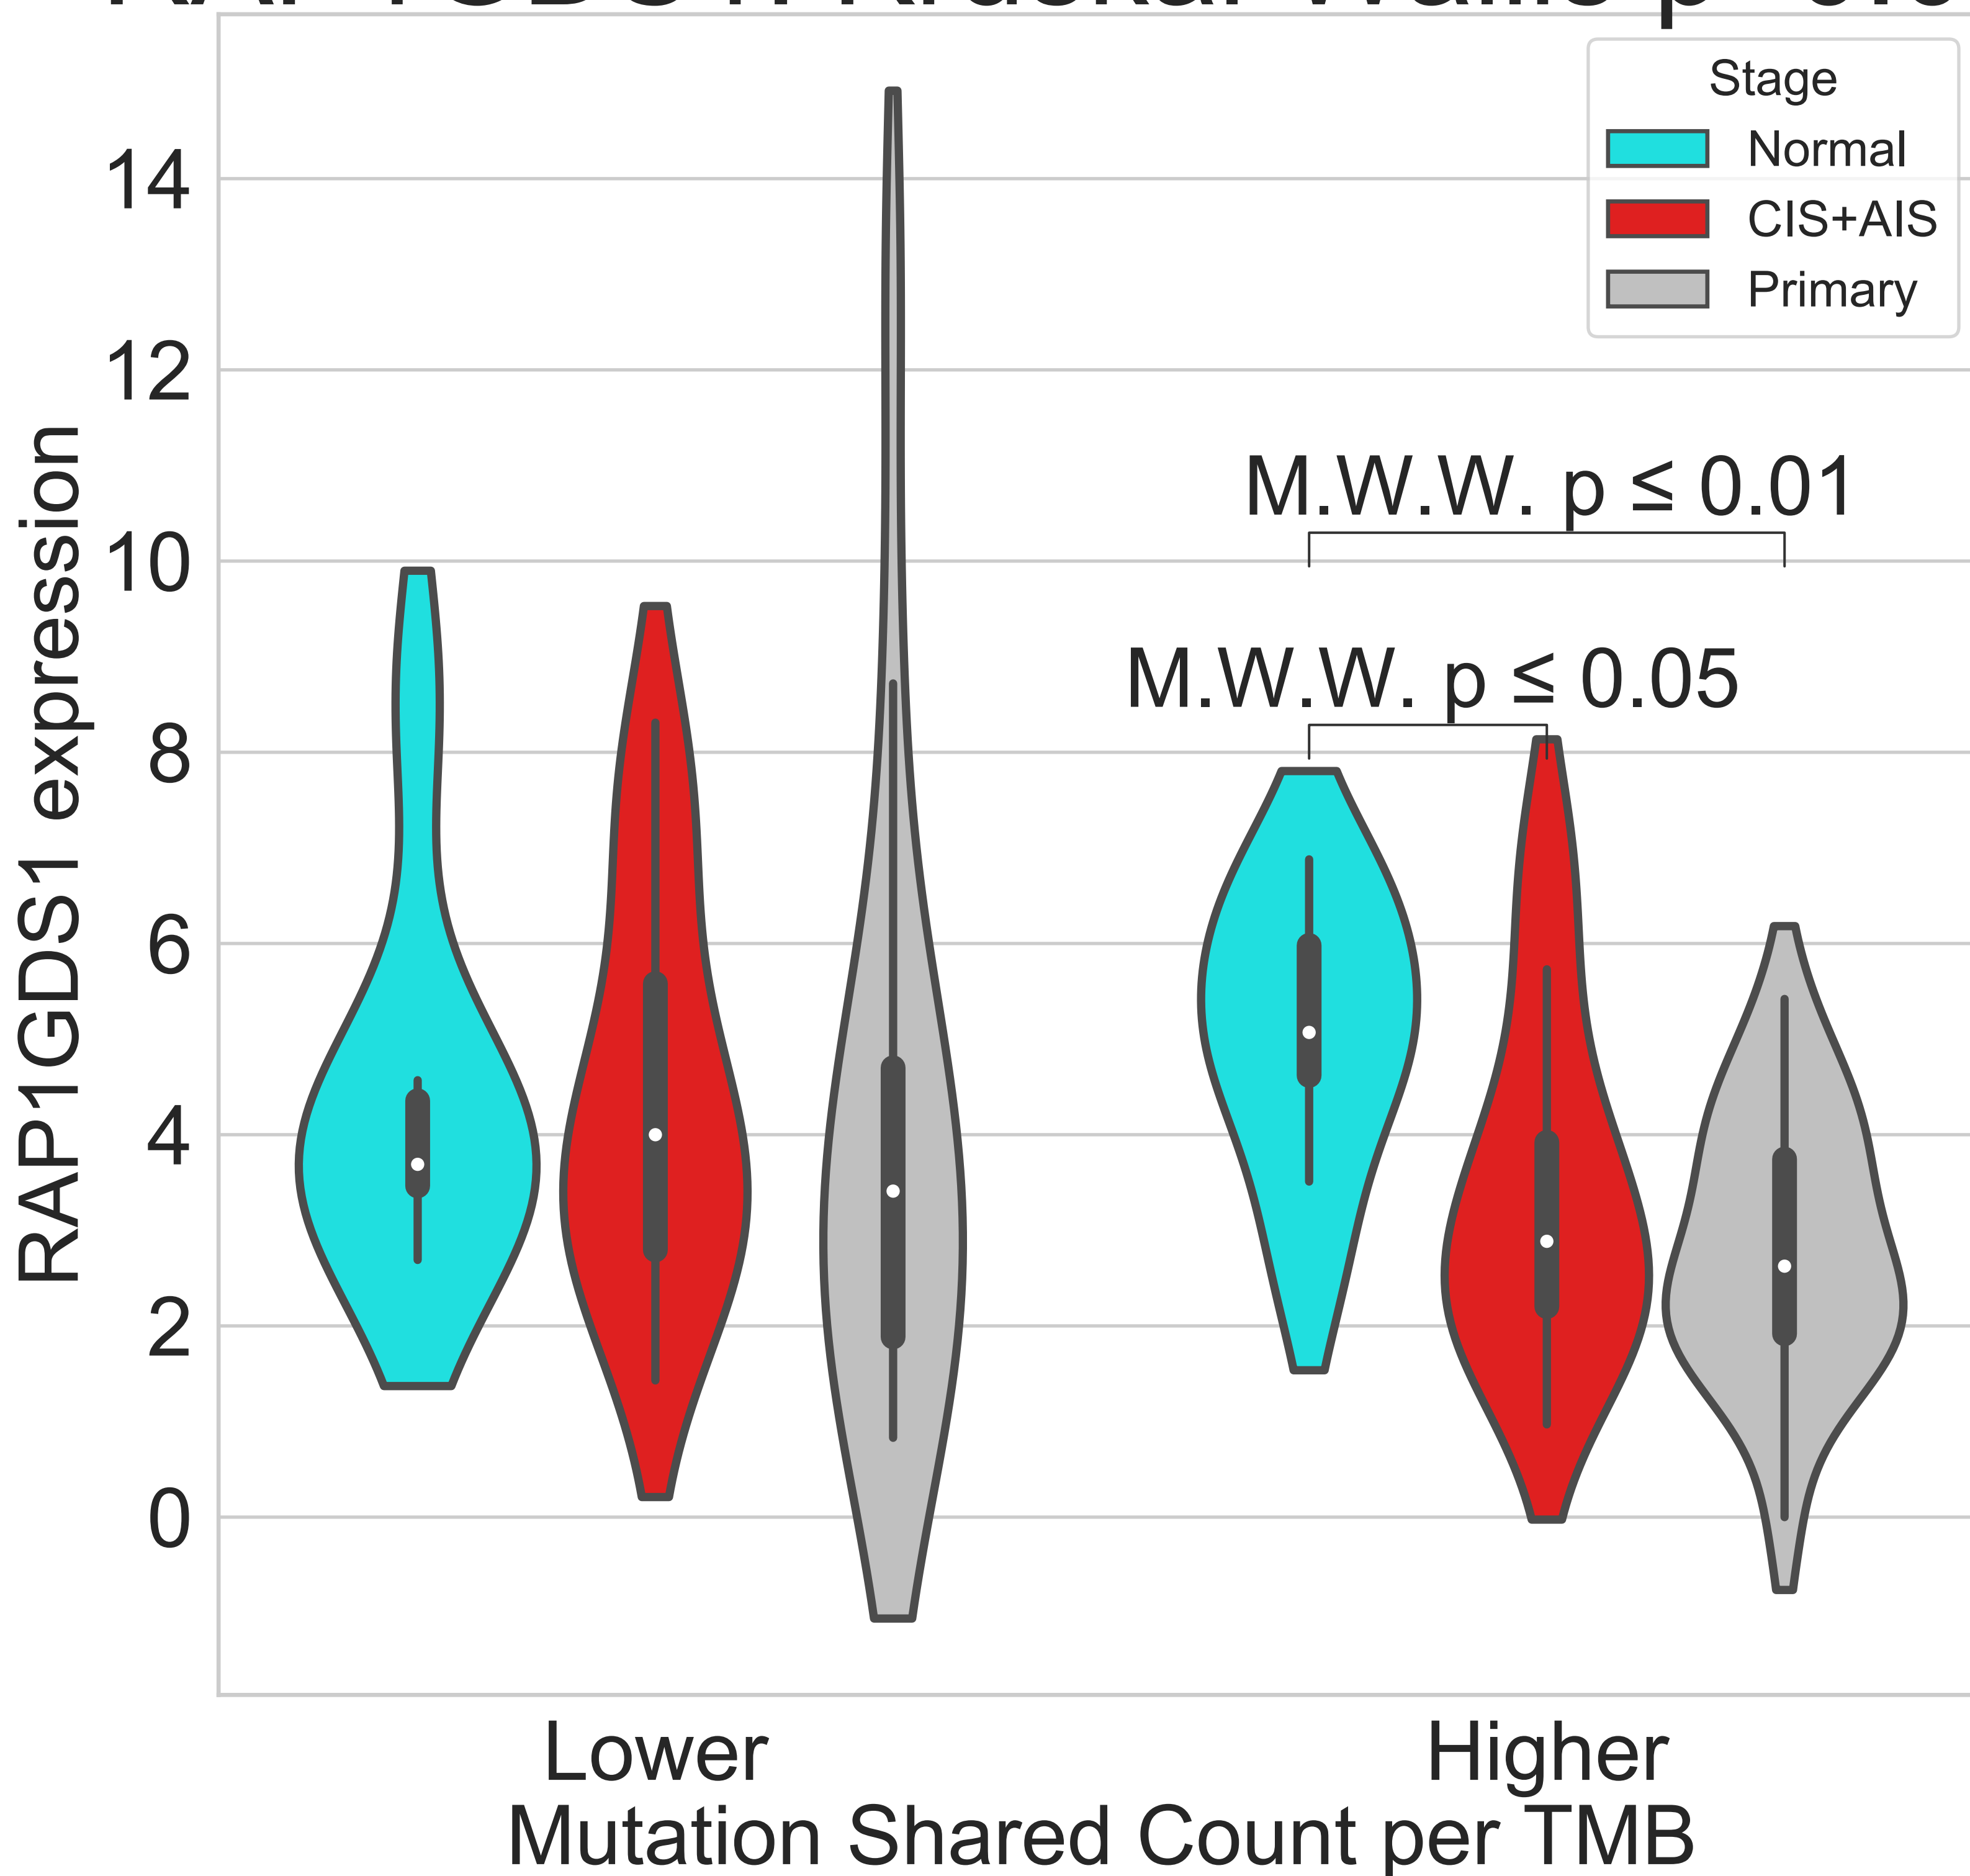 Stage
Normal
CIS+AIS
Primary
14
12
10
8
6
4
2
0
RAP1GDS1 expression
M.W.W. p ≤ 0.01
M.W.W. p ≤ 0.05
Lower
Higher
Mutation Shared Count per TMB